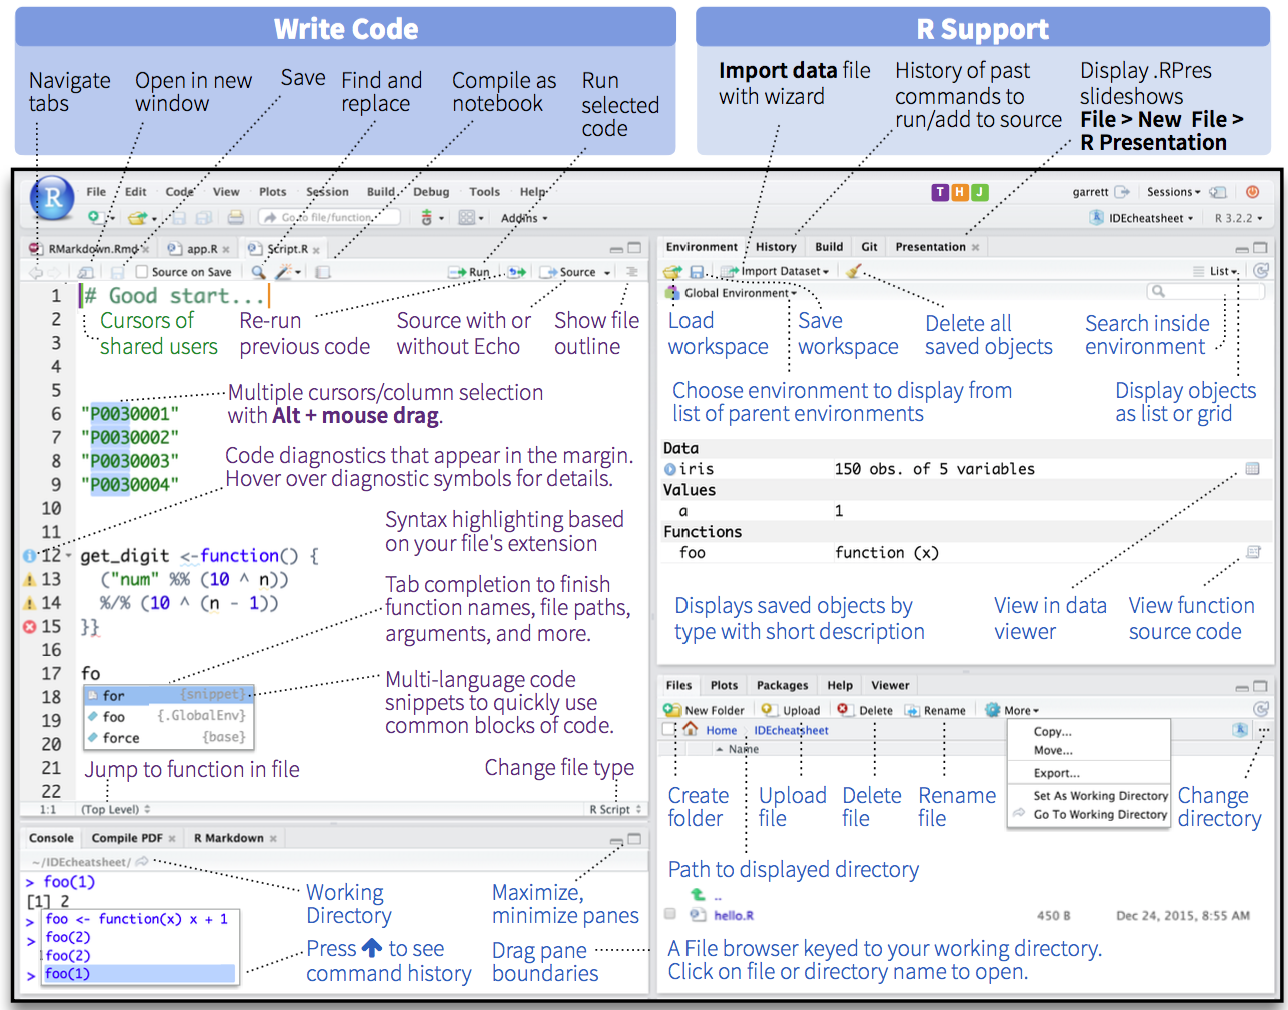 Write Code
R Support
Navigate
tabs
Open in new
window
Save
Find and
replace
Compile as
notebook
Run
selected
code
Import data file
with wizard
History of past
commands to
run/add to source
Display .RPres
slideshows
File > New File >
R Presentation
R
File Edit Code View Plots Session Build Debug Tools Help
T H J
garrett Sessions
Go to file/function
Addins
IDEcheatsheet R 3.2.2
RMarkdown.Rmd × app.R × Script.R ×
Source on Save
Run Source
1 # Good start...
2
3
Cursors of
shared users
Re-run
previous code
Source with or
without Echo
Show file
outline
4
5
Multiple cursors/column selection
with Alt + mouse drag.
6 "P0030001"
7 "P0030002"
8 "P0030003"
9 "P0030004"
Code diagnostics that appear in the margin.
Hover over diagnostic symbols for details.
10
11
Syntax highlighting based
on your file's extension
12 get_digit <-function() {
13 ("num" %% (10 ^ n))
14 %/% (10 ^ (n - 1))
15 }}
Tab completion to finish
function names, file paths,
arguments, and more.
16
17 fo
18
19
20
21
22
for {snippet}
foo {.GlobalEnv}
force {base}
Multi-language code
snippets to quickly use
common blocks of code.
Jump to function in file
Change file type
1:1 (Top Level) R Script
Console Compile PDF × R Markdown ×
~/IDEcheatsheet/
> foo(1)
[1] 2
>
>
>
foo <- function(x) x + 1
foo(2)
foo(2)
foo(1)
Working
Directory
Press to see
command history
Maximize,
minimize panes
Drag pane
boundaries
Environment History Build Git Presentation ×
Import Dataset List
Global Environment
Load
workspace
Save
workspace
Delete all
saved objects
Search inside
environment
Choose environment to display from
list of parent environments
Display objects
as list or grid
Data
iris 150 obs. of 5 variables
Values
a 1
Functions
foo function (x)
Displays saved objects by
type with short description
View in data
viewer
View function
source code
Files Plots Packages Help Viewer
New Folder Upload Delete Rename More
Home IDEcheatsheet ...
Name
Copy...
Move...
Export...
Set As Working Directory
Go To Working Directory
Create
folder
Upload
file
Delete
file
Rename
file
Change
directory
Path to displayed directory
..
hello.R 450 B Dec 24, 2015, 8:55 AM
A File browser keyed to your working directory.
Click on file or directory name to open.